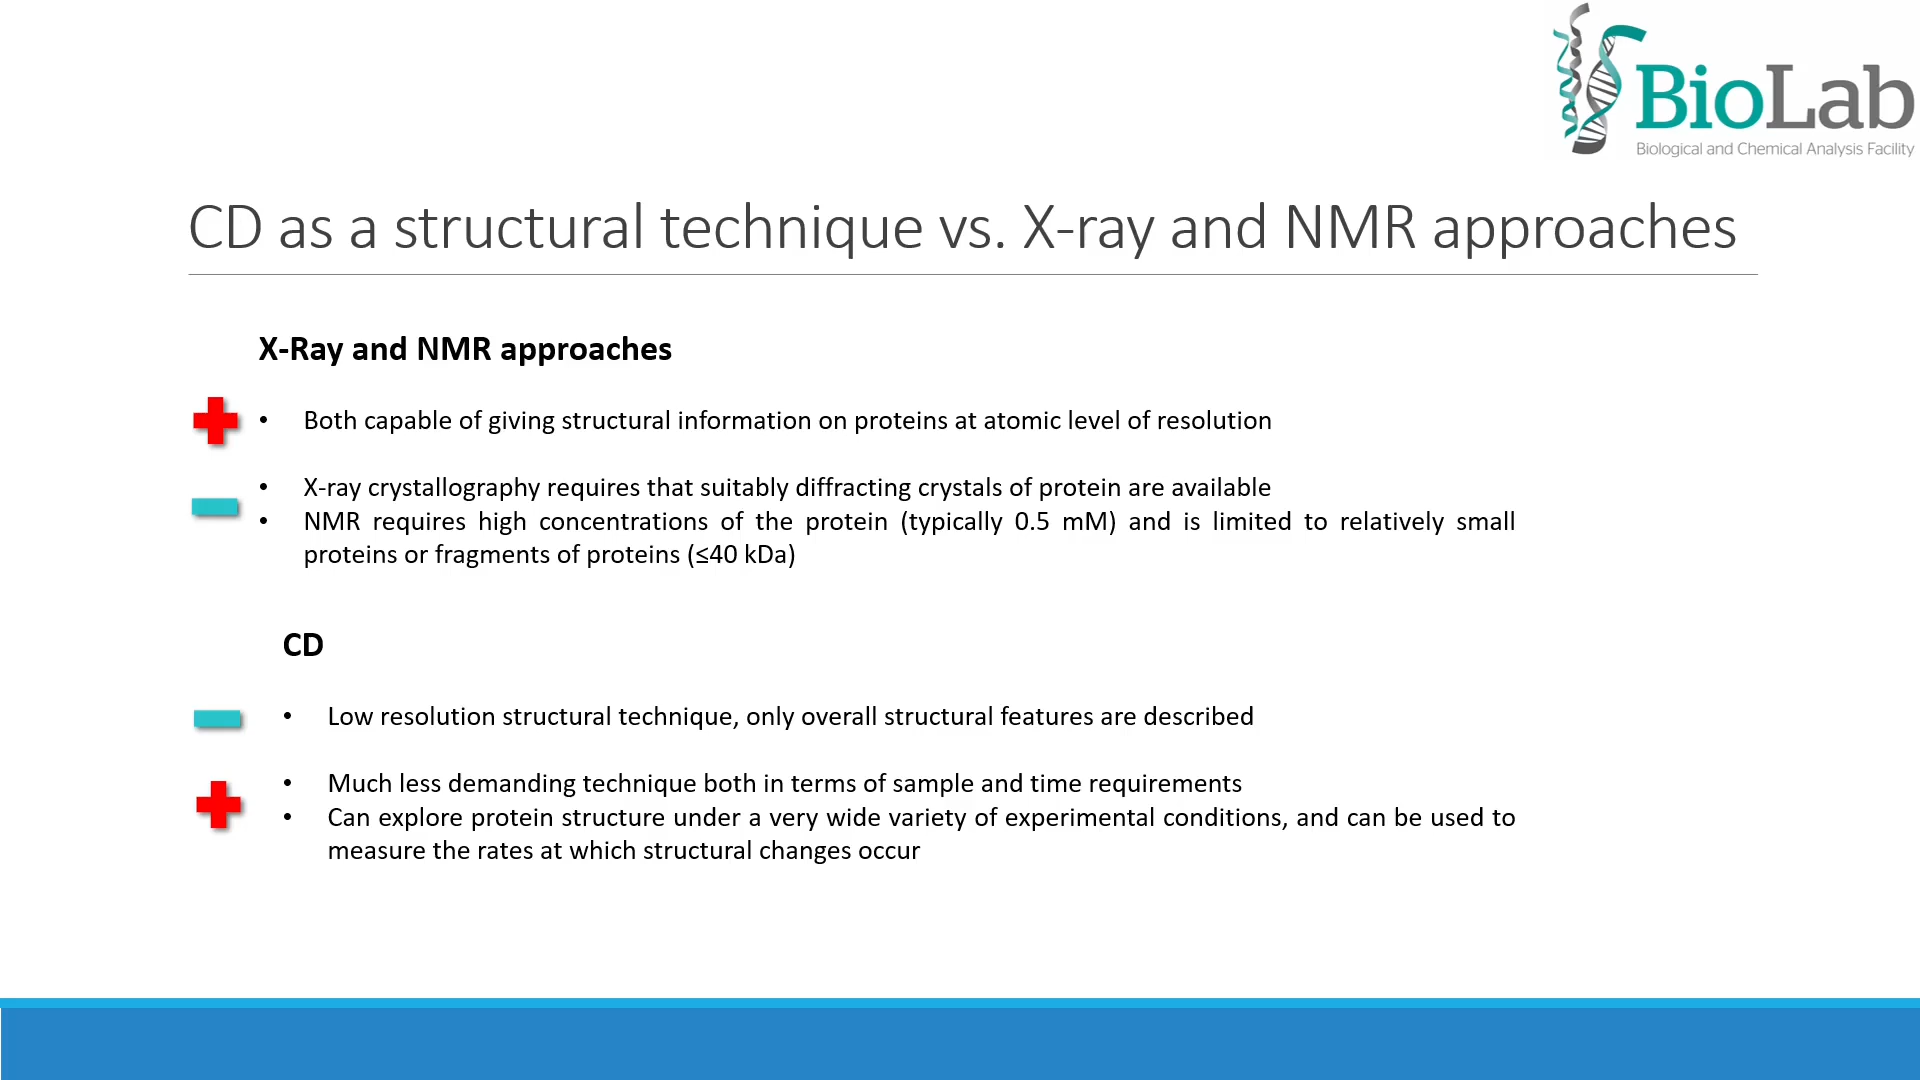 BioLab
Biological and Chemical Analysis Facility
CD as a structural technique vs. X-ray and NMR approaches
X-Ray and NMR approaches
• Both capable of giving structural information on proteins at atomic level of resolution
• X-ray crystallography requires that suitably diffracting crystals of protein are available
• NMR requires high concentrations of the protein (typically 0.5 mM) and is limited to relatively small
proteins or fragments of proteins (≤40 kDa)
CD
• Low resolution structural technique, only overall structural features are described
• Much less demanding technique both in terms of sample and time requirements
• Can explore protein structure under a very wide variety of experimental conditions, and can be used to
measure the rates at which structural changes occur